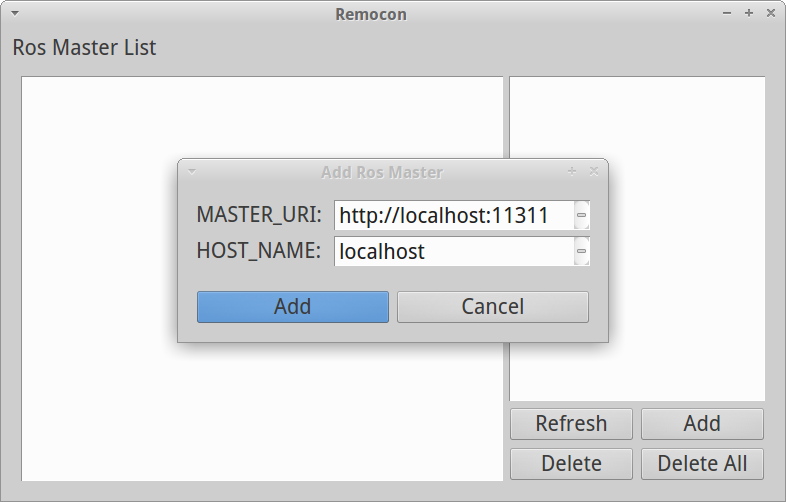 Remocon
Ros Master List
Add Ros Master
MASTER_URI: http://localhost:11311
HOST_NAME: localhost
Add Cancel
Refresh Add
Delete Delete All